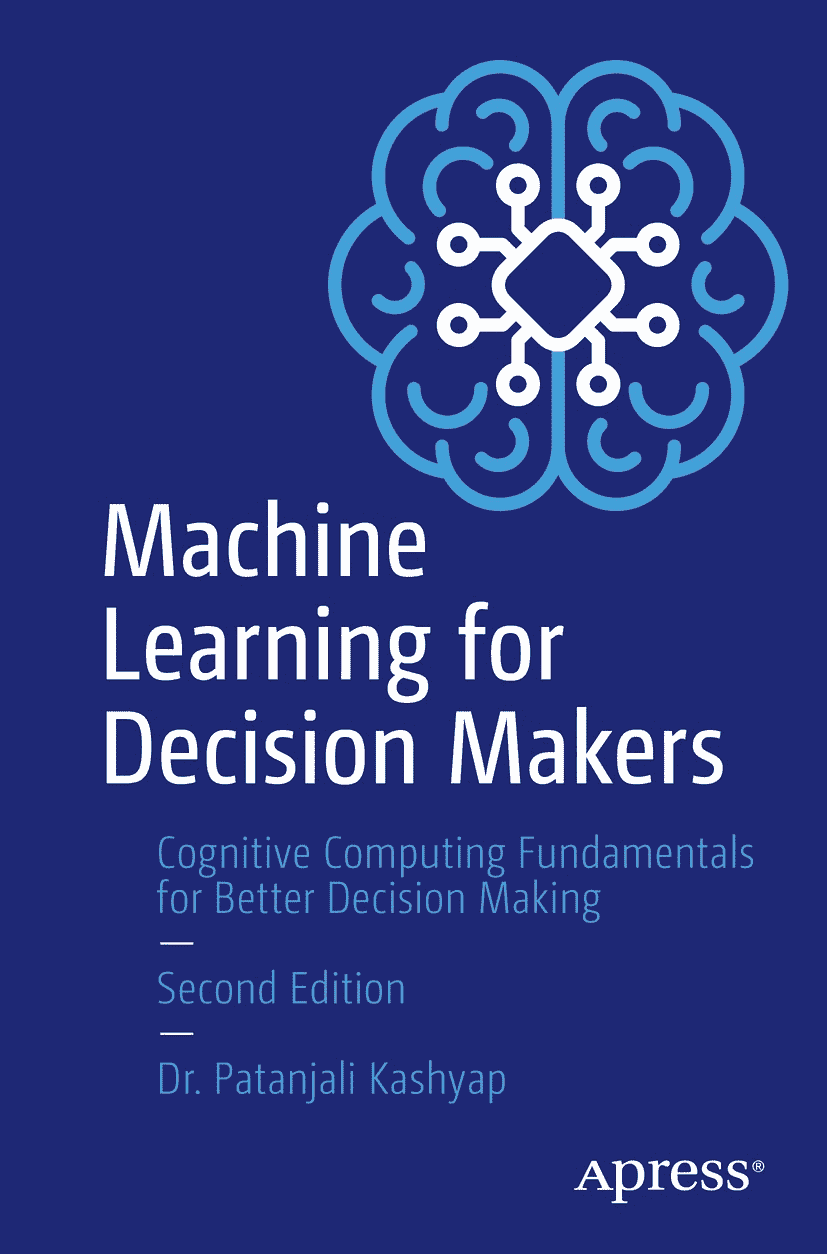 Machine
Learning for
Decision Makers
Cognitive Computing Fundamentals
for Better Decision Making
—
Second Edition
—
Dr. Patanjali Kashyap
Apress®